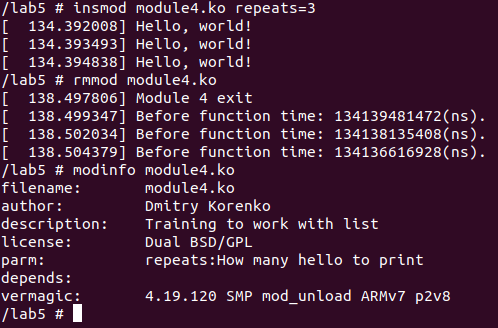 /lab5 # insmod module4.ko repeats=3
[  134.392008] Hello, world!
[  134.393493] Hello, world!
[  134.394838] Hello, world!
/lab5 # rmmod module4.ko
[  138.497806] Module 4 exit
[  138.499347] Before function time: 134139481472(ns).
[  138.502034] Before function time: 134138135408(ns).
[  138.504379] Before function time: 134136616928(ns).
/lab5 # modinfo module4.ko
filename:       module4.ko
author:         Dmitry Korenko
description:    Training to work with list
license:        Dual BSD/GPL
parm:           repeats:How many hello to print
depends:
vermagic:       4.19.120 SMP mod_unload ARMv7 p2v8
/lab5 #